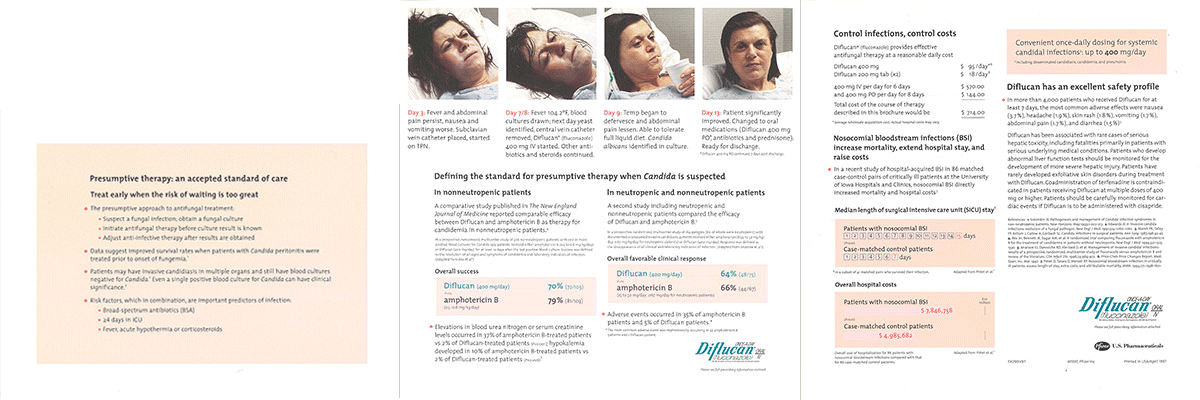 Presumptive therapy: an accepted standard of care
Treat early when the risk of waiting is too great
• The presumptive approach to antifungal treatment:
• Suspect a fungal infection, obtain a fungal culture
• Initiate antifungal therapy before culture result is known
• Adjust anti-infective therapy after results are obtained
• Data suggest improved survival rates when patients with Candida peritonitis were
treated prior to onset of fungemia.
• Patients may have invasive candidiasis in multiple organs and still have blood cultures
negative for Candida. Even a single positive blood culture for Candida can have clinical
significance.
• Risk factors, which in combination, are important predictors of infection:
• Broad-spectrum antibiotics (BSA)
• ≥4 days in ICU
• Fever, acute hypothermia or corticosteroids
Day 3: Fever and abdominal
pain persist, nausea and
vomiting worse. Subclavian
vein catheter placed, started
on TPN.
Day 7/8: Fever 104.2°F, blood
cultures drawn; next day yeast
identified, central vein catheter
removed, Diflucan® (fluconazole)
400 mg IV started. Other anti-
biotics and steroids continued.
Day 9: Temp began to
defervesce and abdominal
pain lessen. Able to tolerate
full liquid diet. Candida
albicans identified in culture.
Day 13: Patient significantly
improved. Changed to oral
medications (Diflucan 400 mg
PO, antibiotics and prednisone).
Ready for discharge.
Defining the standard for presumptive therapy when Candida is suspected
In nonneutropenic patients
A comparative study published in The New England
Journal of Medicine reported comparable efficacy
between Diflucan and amphotericin B as therapy for
candidemia in nonneutropenic patients.
Overall success
Diflucan (400 mg/day) 70% (72/103)
amphotericin B 79% (81/103)
• Elevations in blood urea nitrogen or serum creatinine
levels occurred in 37% of amphotericin B-treated patients
vs 2% of Diflucan-treated patients hypokalemia
developed in 10% of amphotericin B-treated patients vs
2% of Diflucan-treated patients
In neutropenic and nonneutropenic patients
A second study including neutropenic and
nonneutropenic patients compared the efficacy
of Diflucan and amphotericin B.
Overall favorable clinical response
Diflucan (400 mg/day) 64% (48/75)
amphotericin B 66% (44/67)
• Adverse events occurred in 35% of amphotericin B
patients and 5% of Diflucan patients.
ONCE-A-DAY
Diflucan ORAL IV
(fluconazole)
Control infections, control costs
Diflucan® (fluconazole) provides effective
antifungal therapy at a reasonable daily cost
Diflucan 400 mg $ 95/day
Diflucan 200 mg tab (x2) $ 18/day
400 mg IV per day for 6 days $ 570.00
and 400 mg PO per day for 8 days $ 144.00
Total cost of the course of therapy
described in this brochure would be $ 714.00
Nosocomial bloodstream infections (BSI)
increase mortality, extend hospital stay, and
raise costs
• In a recent study of hospital-acquired BSI in 86 matched
case-control pairs of critically ill patients at the University
of Iowa Hospitals and Clinics, nosocomial BSI directly
increased mortality and hospital costs
Median length of surgical intensive care unit (SICU) stay
Patients with nosocomial BSI
1 2 3 4 5 6 7 8 9 10 11 12 13 14 15 days
Case-matched control patients
1 2 3 4 5 6 7 days
Overall hospital costs
Patients with nosocomial BSI
$ 7,846,758
Case-matched control patients
$ 4,985,682
Convenient once-daily dosing for systemic
candidal infections: up to 400 mg/day
Diflucan has an excellent safety profile
• In more than 4,000 patients who received Diflucan for at
least 7 days, the most common adverse effects were nausea
(3.7%), headache (1.9%), skin rash (1.8%), vomiting (1.7%),
abdominal pain (1.7%), and diarrhea (1.5%)
Diflucan has been associated with rare cases of serious
hepatic toxicity, including fatalities primarily in patients with
serious underlying medical conditions. Patients who develop
abnormal liver function tests should be monitored for the
development of more severe hepatic injury. Patients have
rarely developed exfoliative skin disorders during treatment
with Diflucan. Coadministration of terfenadine is contraindi-
cated in patients receiving Diflucan at multiple doses of 400
mg or higher. Patients should be carefully monitored for car-
diac events if Diflucan is to be administered with cisapride.
ONCE-A-DAY
Diflucan ORAL IV
(fluconazole)
Please see full prescribing information attached.
Pfizer U.S. Pharmaceuticals